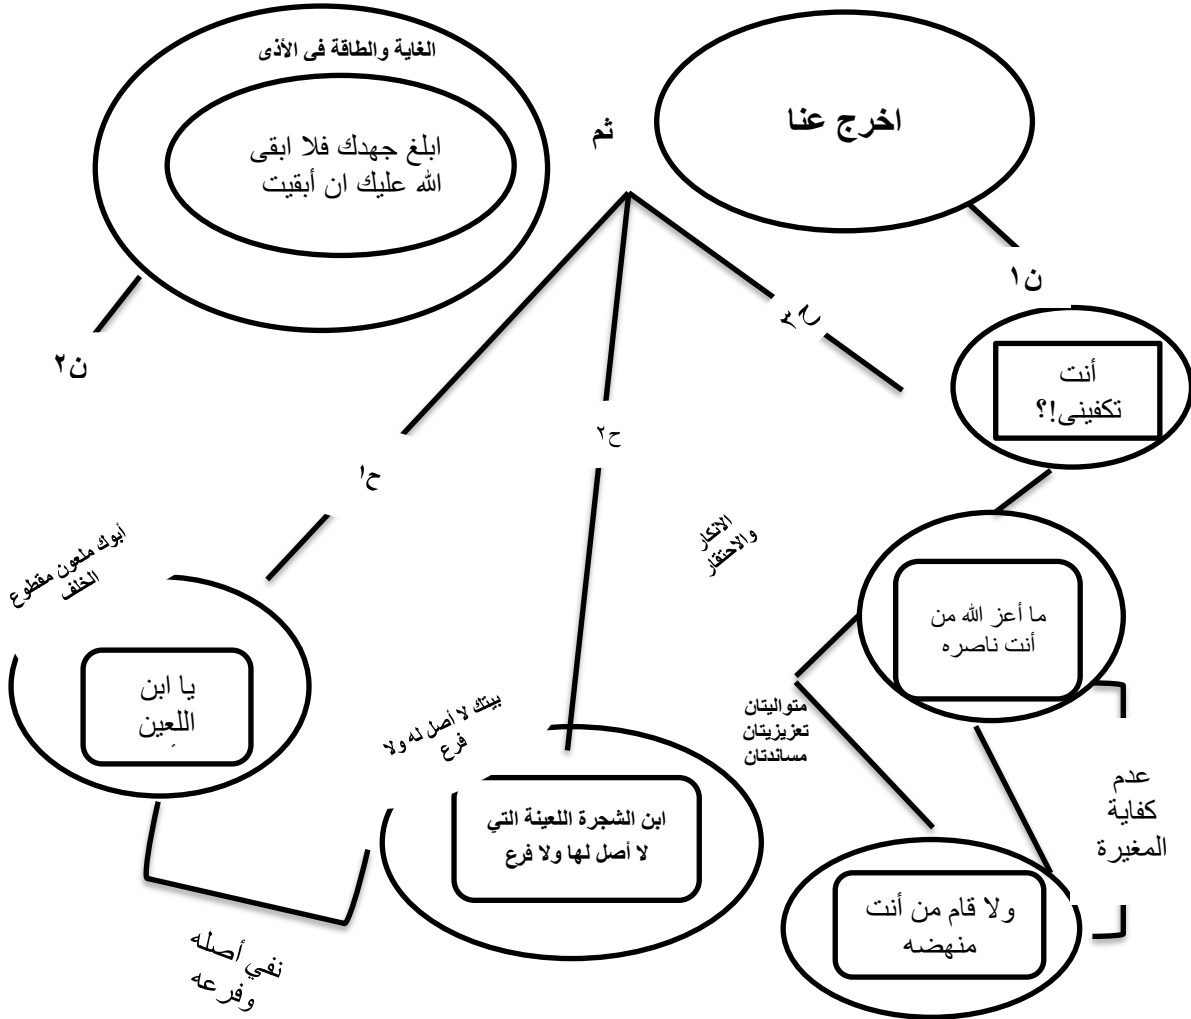 اخرج عنا
ثم
الغاية والطاقة فى الأذى
ابلغ جهدك فلا ابقى
الله عليك ان أبقيت
ن١
ن٢
ح٣
ح٢
ح١
أنت
تكفينى!؟
الانكار
والاحتقار
ما أعز الله من
أنت ناصره
متواليتان
تعزيزيتان
مساندتان
عدم
كفاية
المغيرة
ولا قام من أنت
منهضه
بيتك لا أصل له ولا
فرع
ابن الشجرة اللعينة التي
لا أصل لها ولا فرع
أبوك ملعون مقطوع
الخلف
يا ابن
اللعين
نفي أصله
وفرعه